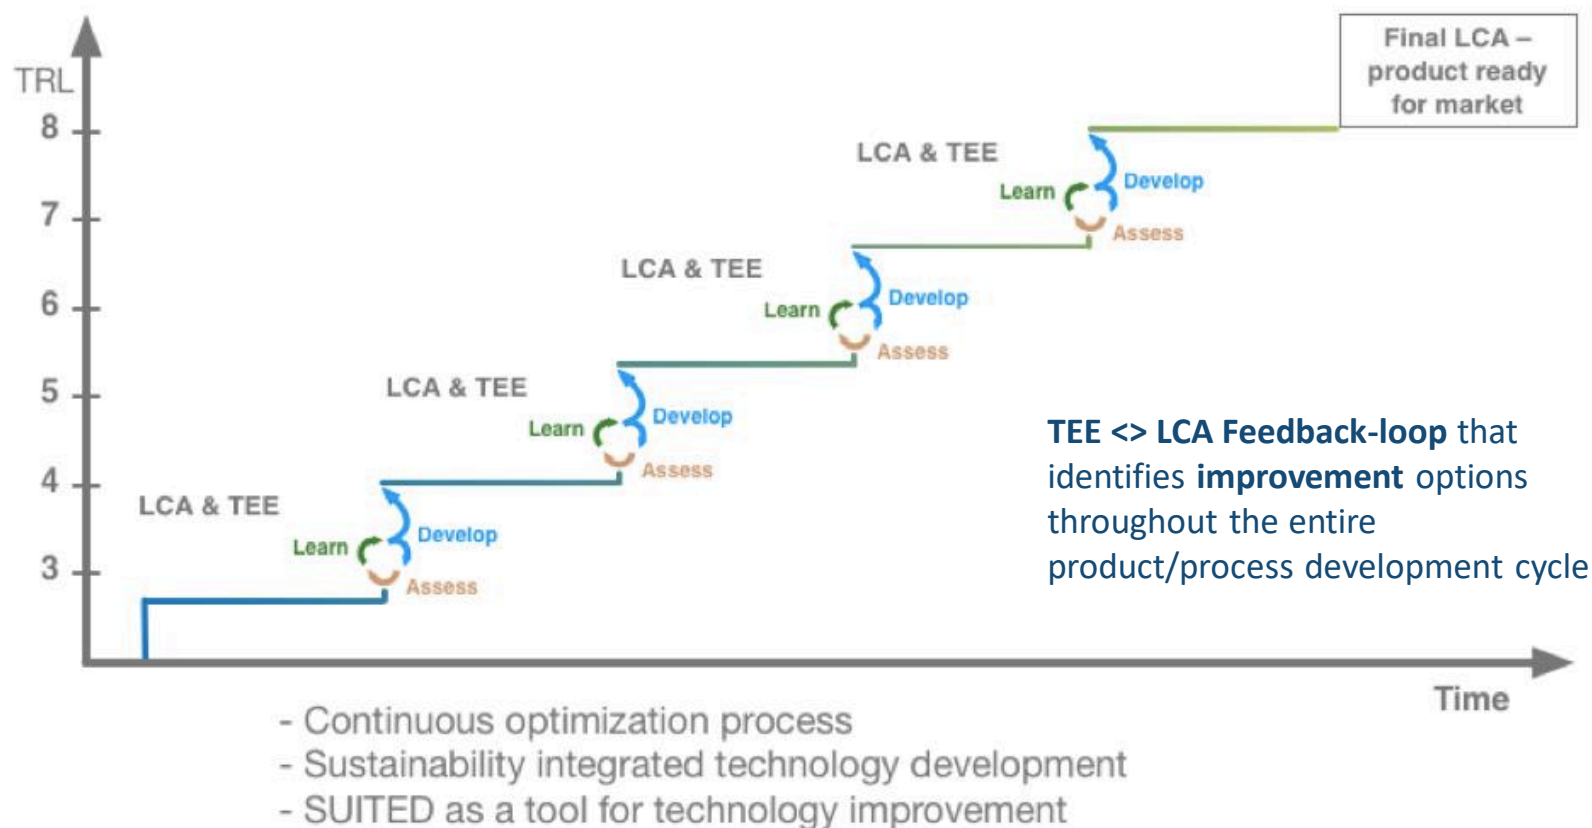 Final LCA –
product ready
for market
TRL
8
LCA & TEE
Learn
Develop
Assess
7
LCA & TEE
Learn
Develop
Assess
6
5
LCA & TEE
Learn
Develop
Assess
4
LCA & TEE
Learn
Develop
Assess
3
TEE <> LCA Feedback-loop that
identifies improvement options
throughout the entire
product/process development cycle
Time
- Continuous optimization process
- Sustainability integrated technology development
- SUITED as a tool for technology improvement